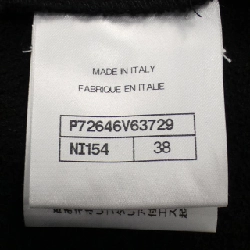 MADE IN ITALY
FABRIQUE EN ITALIE
P72646V63729
NI154 38